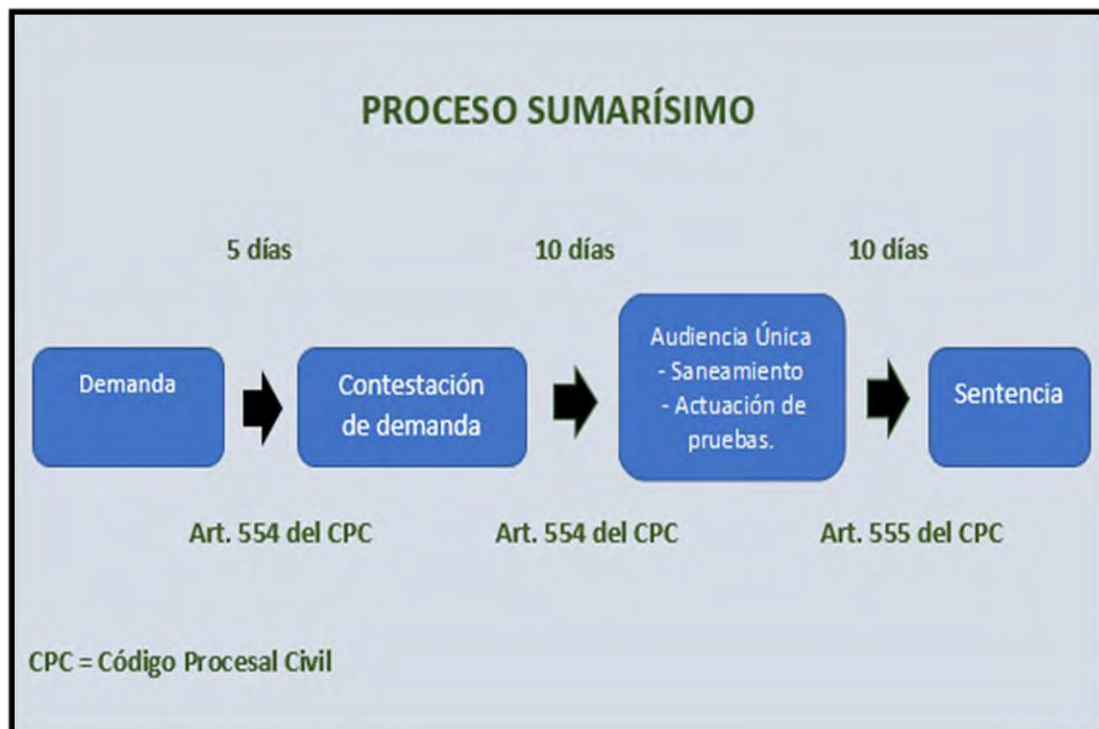 PROCESO SUMARÍSIMO
5 días
10 días
10 días
Demanda
Contestación
de demanda
Audiencia Única
- Saneamiento
- Actuación de
pruebas.
Sentencia
Art. 554 del CPC
Art. 554 del CPC
Art. 555 del CPC
CPC = Código Procesal Civil